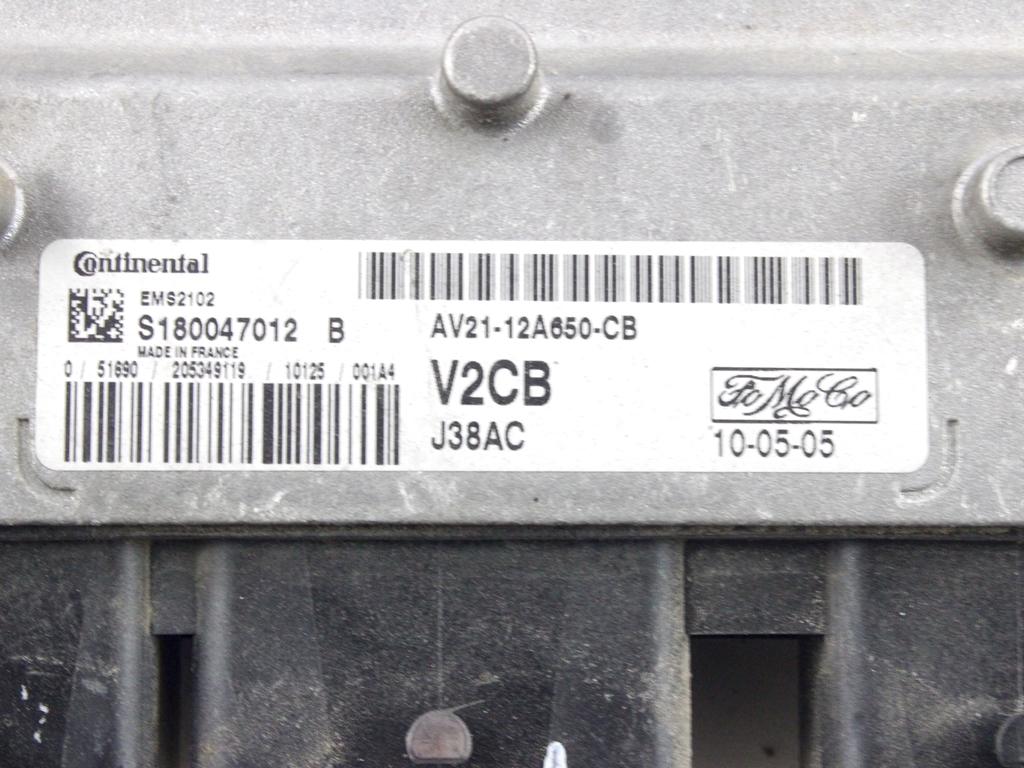 Continental
EMS2102
S180047012 B
MADE IN FRANCE
0 / 51690 / 205349119 / 10125 / 001A4
AV21-12A650-CB
V2CB
J38AC
FoMoCo
10-05-05